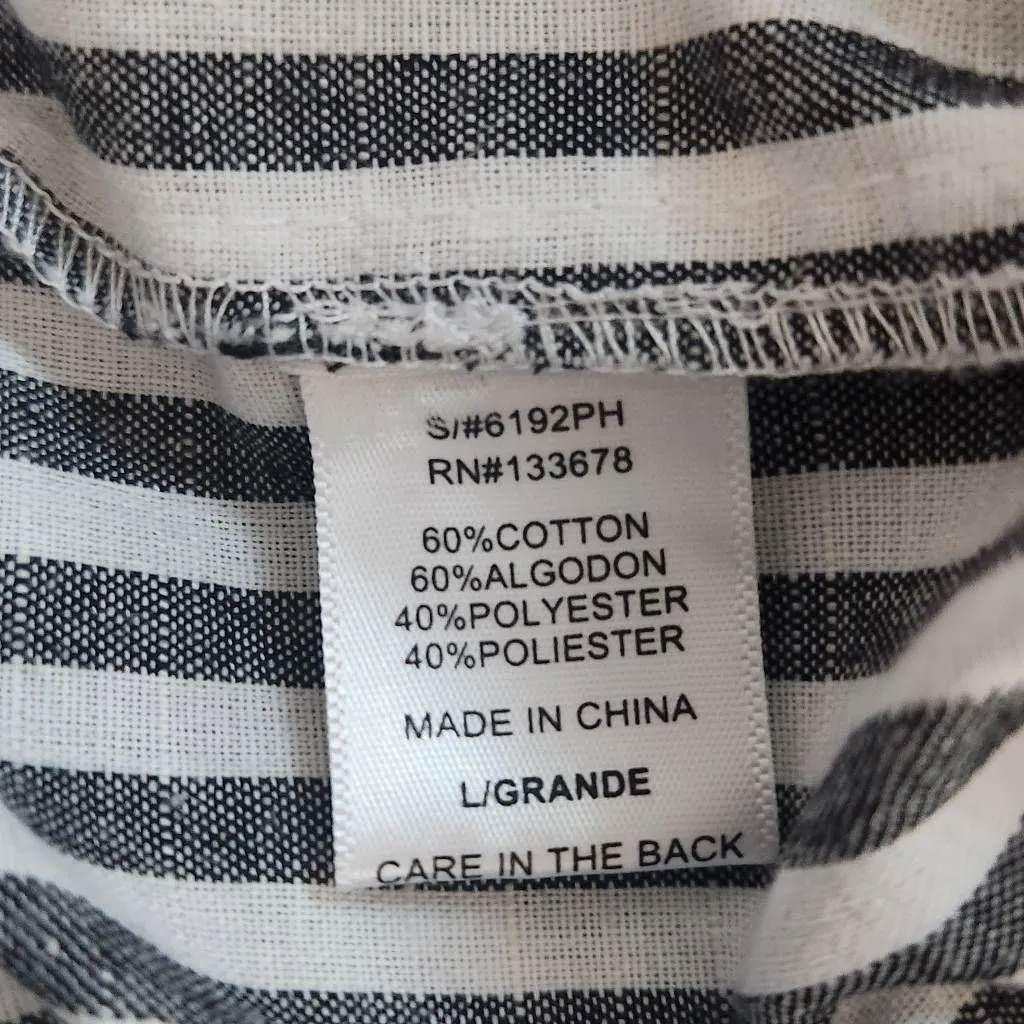 S/#6192PH
RN#133678
60%COTTON
60%ALGODON
40%POLYESTER
40%POLIESTER
MADE IN CHINA
L/GRANDE
CARE IN THE BACK